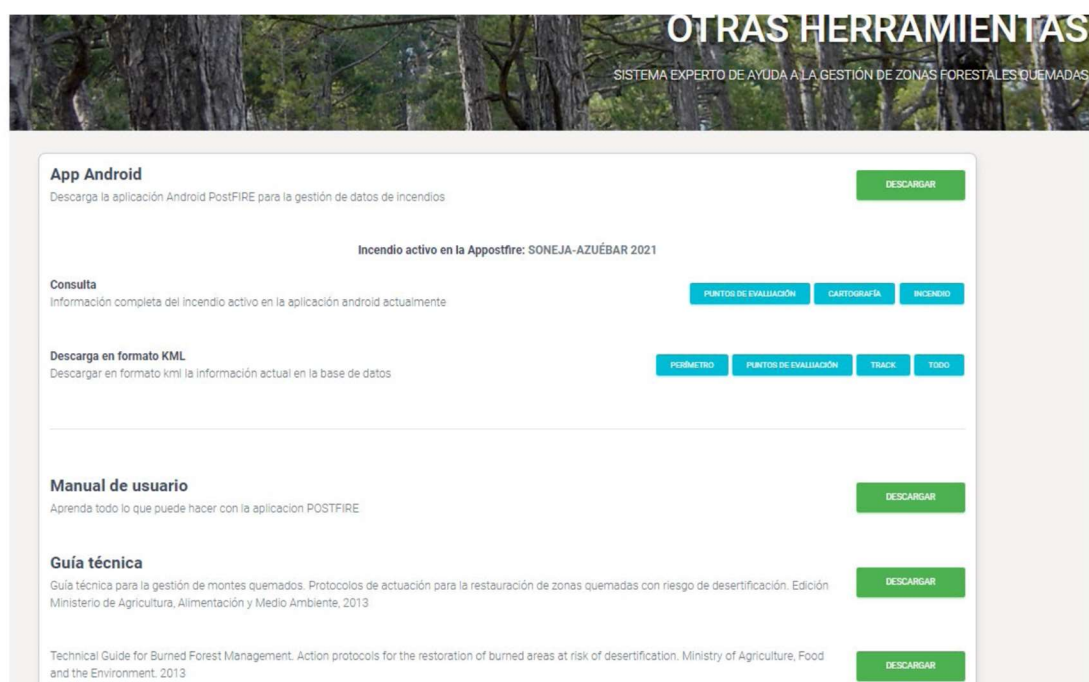 OTRAS HERRAMIENTAS
SISTEMA EXPERTO DE AYUDA A LA GESTIÓN DE ZONAS FORESTALES QUEMADAS
App Android
Descarga la aplicación Android PostFIRE para la gestión de datos de incendios
DESCARGAR
Incendio activo en la Appostfire: SONEJA-AZUÉBAR 2021
Consulta
Información completa del incendio activo en la aplicación android actualmente
PUNTOS DE EVALUACIÓN
CARTOGRAFÍA
INCENDIO
Descarga en formato KML
Descargar en formato kml la información actual en la base de datos
PERÍMETRO
PUNTOS DE EVALUACIÓN
TRACK
TODO
Manual de usuario
Aprenda todo lo que puede hacer con la aplicacion POSTFIRE
DESCARGAR
Guía técnica
Guía técnica para la gestión de montes quemados. Protocolos de actuación para la restauración de zonas quemadas con riesgo de desertificación. Edición
Ministerio de Agricultura, Alimentación y Medio Ambiente, 2013
DESCARGAR
Technical Guide for Burned Forest Management. Action protocols for the restoration of burned areas at risk of desertification. Ministry of Agriculture, Food
and the Environment. 2013
DESCARGAR